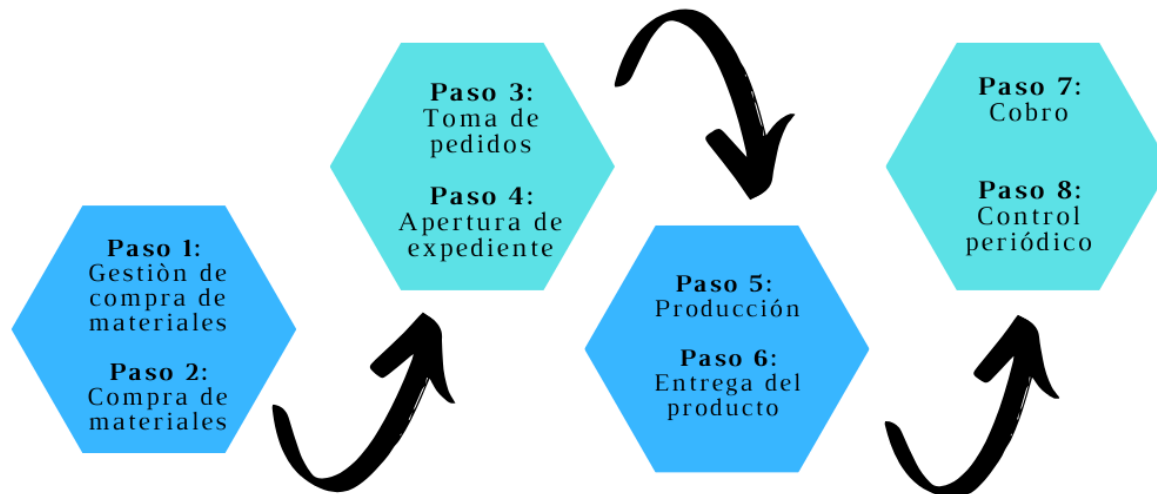 Paso 1:
Gestiòn de
compra de
materiales
Paso 2:
Compra de
materiales
Paso 3:
Toma de
pedidos
Paso 4:
Apertura de
expediente
Paso 5:
Producción
Paso 6:
Entrega del
producto
Paso 7:
Cobro
Paso 8:
Control
periódico